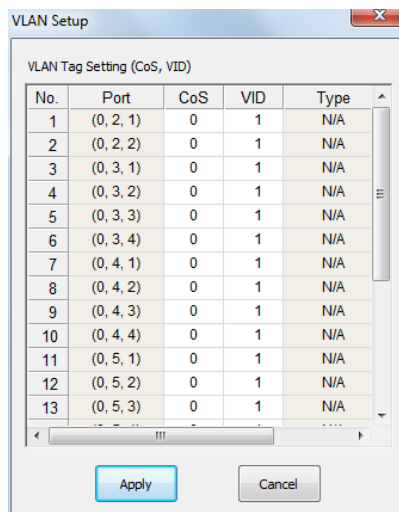 VLAN Setup
VLAN Tag Setting (CoS, VID)
No. Port CoS VID Type
1 (0, 2, 1) 0 1 N/A
2 (0, 2, 2) 0 1 N/A
3 (0, 3, 1) 0 1 N/A
4 (0, 3, 2) 0 1 N/A
5 (0, 3, 3) 0 1 N/A
6 (0, 3, 4) 0 1 N/A
7 (0, 4, 1) 0 1 N/A
8 (0, 4, 2) 0 1 N/A
9 (0, 4, 3) 0 1 N/A
10 (0, 4, 4) 0 1 N/A
11 (0, 5, 1) 0 1 N/A
12 (0, 5, 2) 0 1 N/A
13 (0, 5, 3) 0 1 N/A
Apply Cancel